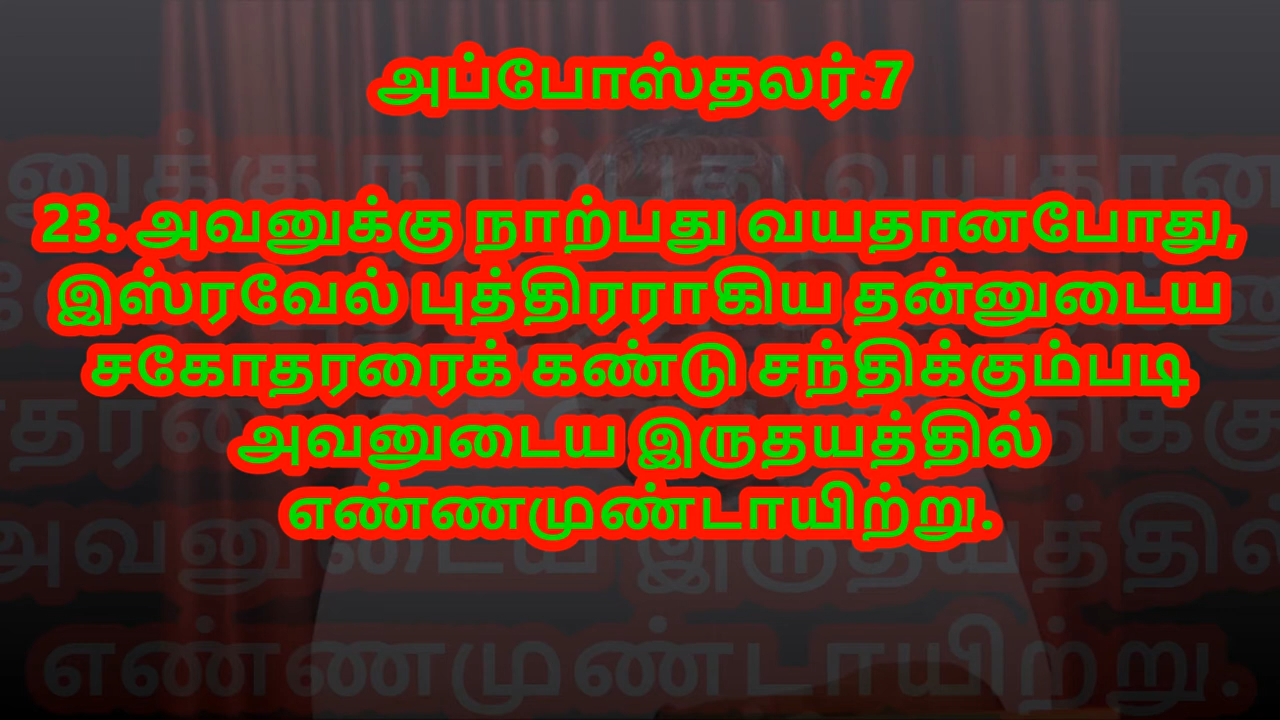 அப்போஸ்தலர்.7
23. அவனுக்கு நாற்பது வயதானபோது,
இஸ்ரவேல் புத்திரராகிய தன்னுடைய
சகோதரரைக் கண்டு சந்திக்கும்படி
அவனுடைய இருதயத்தில்
எண்ணமுண்டாயிற்று.